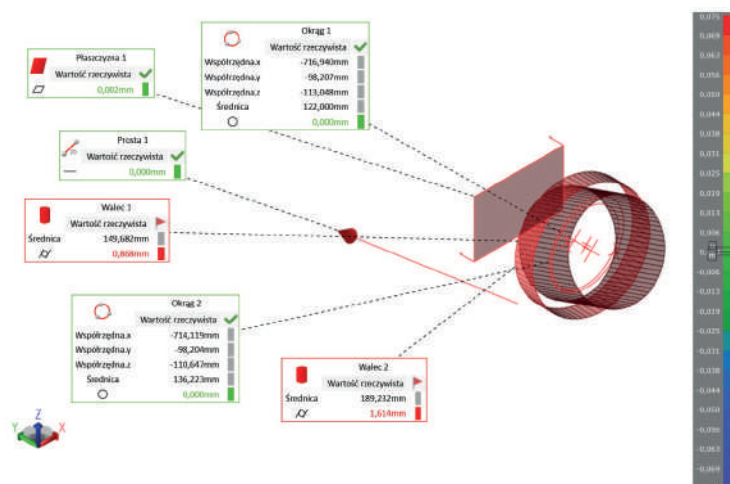 Płaszczyzna 1
Wartość rzeczywista
0,002mm
Okrąg 1
Wartość rzeczywista
Współrzędna.x -716,940mm
Współrzędna.y -98,207mm
Współrzędna.z -113,048mm
Średnica 122,000mm
0,000mm
Prosta 1
Wartość rzeczywista
0,000mm
Walec 1
Wartość rzeczywista
Średnica 149,682mm
0,868mm
Okrąg 2
Wartość rzeczywista
Współrzędna.x -714,119mm
Współrzędna.y -98,204mm
Współrzędna.z -110,647mm
Średnica 136,223mm
0,000mm
Walec 2
Wartość rzeczywista
Średnica 189,232mm
1,614mm
Z
Y X
0,075
0,069
0,063
0,057
0,050
0,044
0,038
0,031
0,025
0,019
0,013
0,006
-0,006
-0,013
-0,019
-0,025
-0,031
-0,038
-0,044
-0,050
-0,063
-0,069